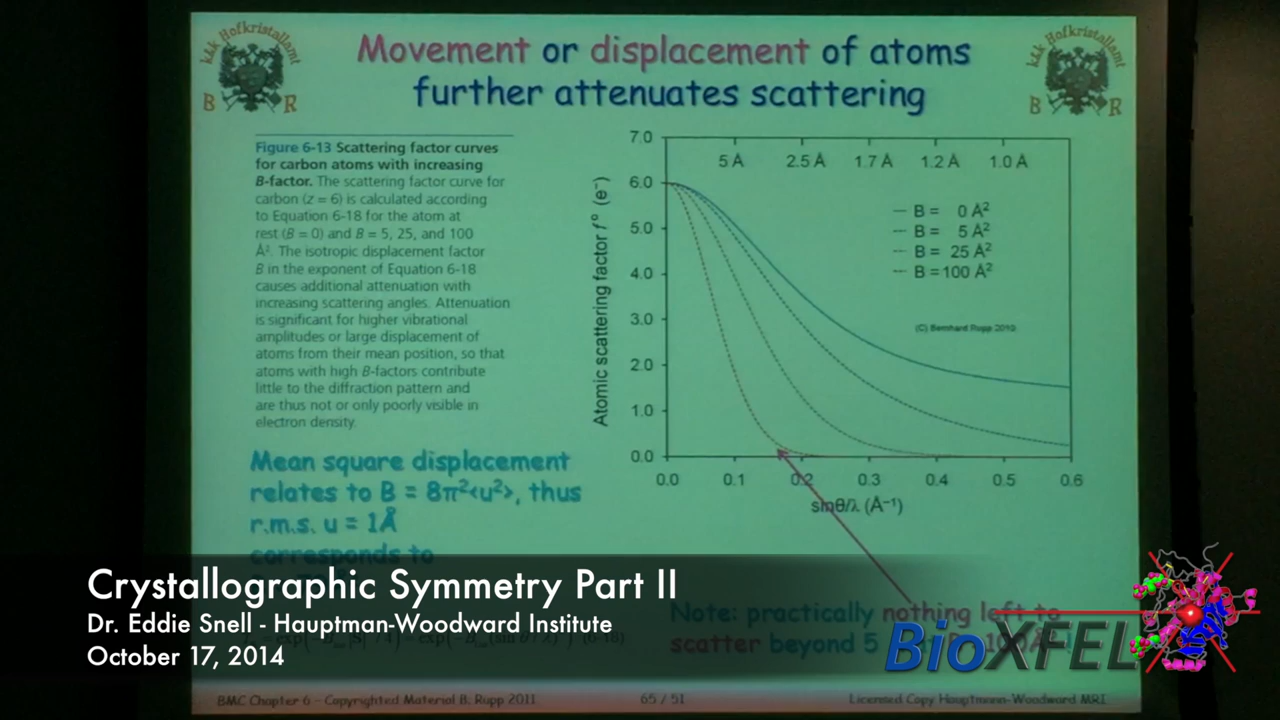 kk Hofkristallamt
B R
Movement or displacement of atoms
further attenuates scattering
kk Hofkristallamt
B R
Figure 6-13 Scattering factor curves
for carbon atoms with increasing
B-factor. The scattering factor curve for
carbon (z = 6) is calculated according
to Equation 6-18 for the atom at
rest (B = 0) and B = 5, 25, and 100
Å². The isotropic displacement factor
B in the exponent of Equation 6-18
causes additional attenuation with
increasing scattering angles. Attenuation
is significant for higher vibrational
amplitudes or large displacement of
atoms from their mean position, so that
atoms with high B-factors contribute
little to the diffraction pattern and
are thus not or only poorly visible in
electron density.
Mean square displacement
relates to B = 8π²<u²>, thus
r.m.s. u = 1Å
corresponds to
Atomic scattering factor f° (e⁻)
7.0
6.0
5.0
4.0
3.0
2.0
1.0
0.0
5 Å 2.5 Å 1.7 Å 1.2 Å 1.0 Å
B = 0 Å²
B = 5 Å²
B = 25 Å²
B = 100 Å²
(C) Bernhard Rupp 2010
0.0 0.1 0.2 0.3 0.4 0.5 0.6
sinθ/λ (Å⁻¹)
Note: practically nothing left to
scatter beyond 5
Crystallographic Symmetry Part II
Dr. Eddie Snell - Hauptman-Woodward Institute
October 17, 2014
BioXFEL
BMC Chapter 6 - Copyrighted Material B. Rupp 2011
65 / 51
Licensed Copy Hauptmann-Woodward MRI